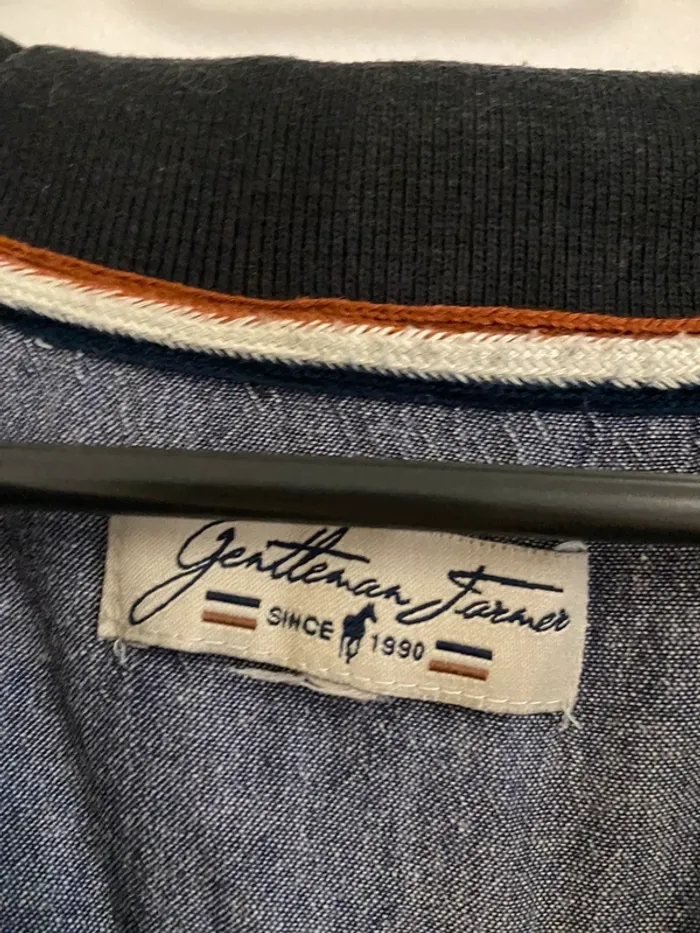 Gentleman Farmer
SINCE 1990